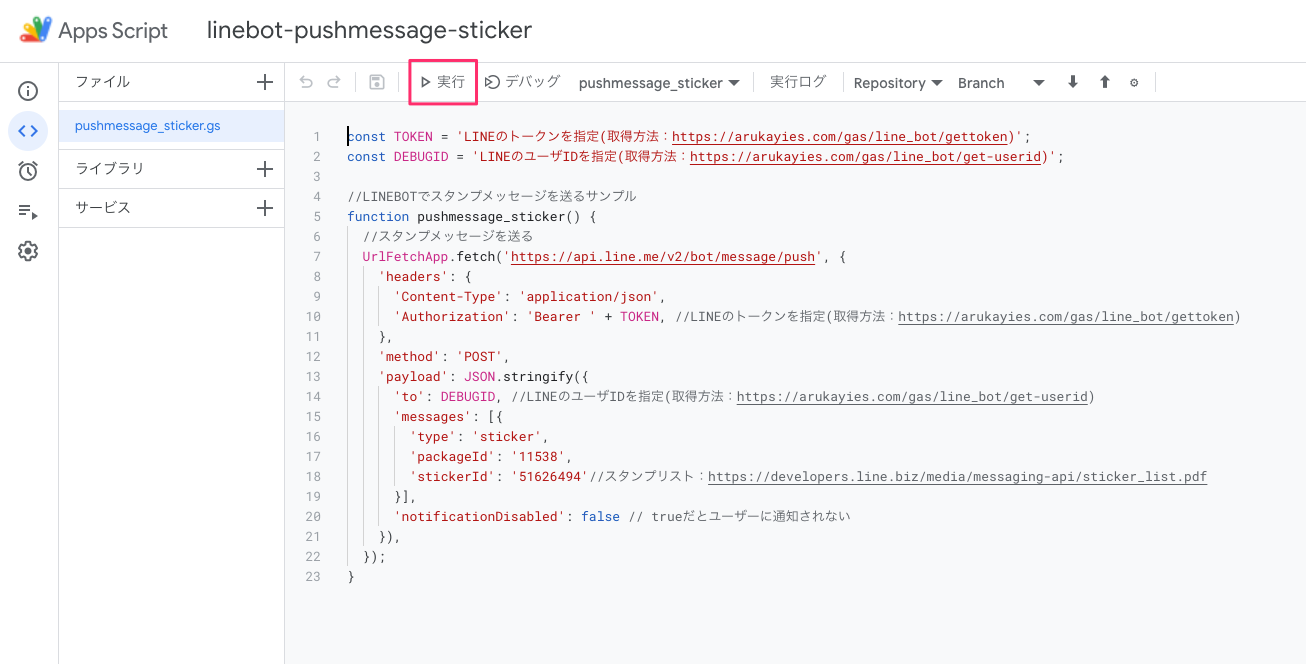 Apps Script linebot-pushmessage-sticker
ファイル
実行 デバッグ pushmessage_sticker 実行ログ Repository Branch
pushmessage_sticker.gs
ライブラリ
サービス
1 const TOKEN = 'LINEのトークンを指定(取得方法：https://arukayies.com/gas/line_bot/gettoken)';
2 const DEBUGID = 'LINEのユーザIDを指定(取得方法：https://arukayies.com/gas/line_bot/get-userid)';
3
4 //LINEBOTでスタンプメッセージを送るサンプル
5 function pushmessage_sticker() {
6 //スタンプメッセージを送る
7 UrlFetchApp.fetch('https://api.line.me/v2/bot/message/push', {
8 'headers': {
9 'Content-Type': 'application/json',
10 'Authorization': 'Bearer ' + TOKEN, //LINEのトークンを指定(取得方法：https://arukayies.com/gas/line_bot/gettoken)
11 },
12 'method': 'POST',
13 'payload': JSON.stringify({
14 'to': DEBUGID, //LINEのユーザIDを指定(取得方法：https://arukayies.com/gas/line_bot/get-userid)
15 'messages': [{
16 'type': 'sticker',
17 'packageId': '11538',
18 'stickerId': '51626494'//スタンプリスト：https://developers.line.biz/media/messaging-api/sticker_list.pdf
19 }],
20 'notificationDisabled': false // trueだとユーザーに通知されない
21 }),
22 });
23 }